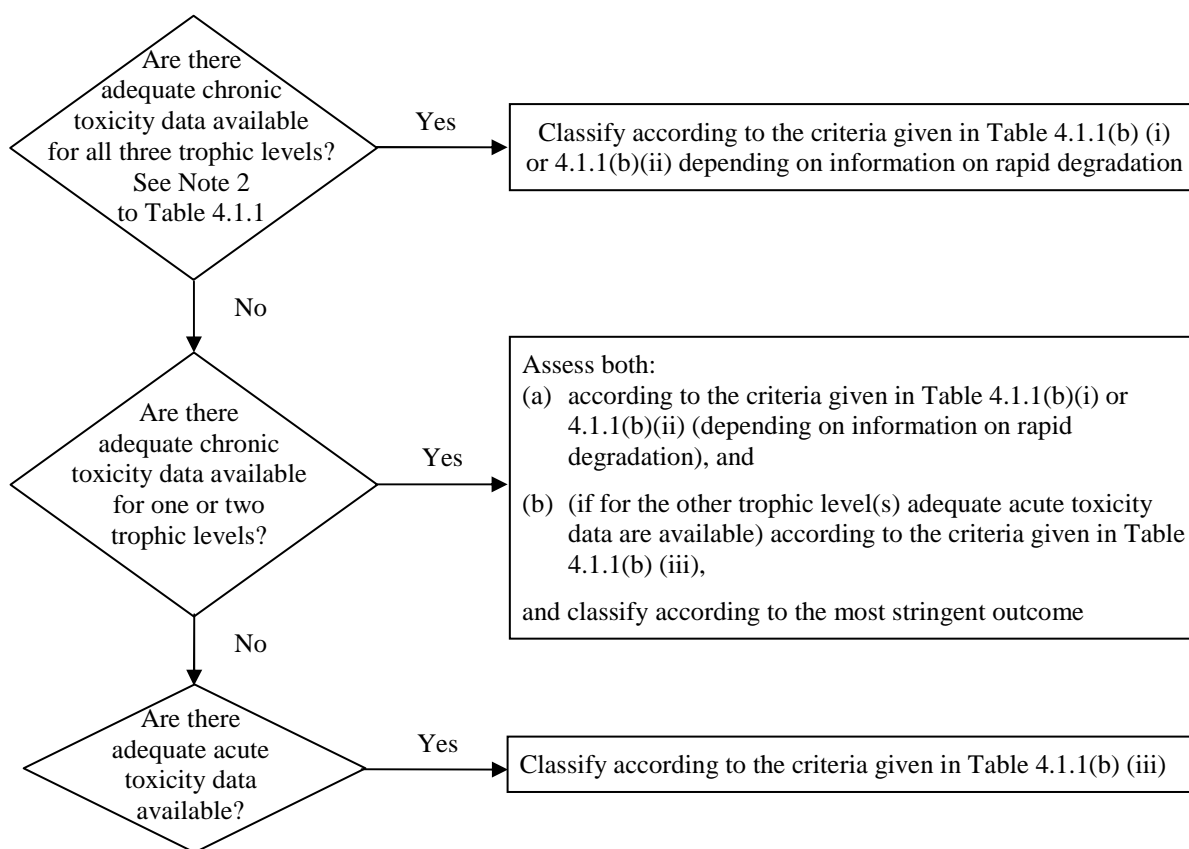 Are there
adequate chronic
toxicity data available
for all three trophic levels?
See Note 2
to Table 4.1.1
Yes
Classify according to the criteria given in Table 4.1.1(b) (i)
or 4.1.1(b)(ii) depending on information on rapid degradation
No
Are there
adequate chronic
toxicity data available
for one or two
trophic levels?
Yes
Assess both:
(a) according to the criteria given in Table 4.1.1(b)(i) or
4.1.1(b)(ii) (depending on information on rapid
degradation), and
(b) (if for the other trophic level(s) adequate acute toxicity
data are available) according to the criteria given in Table
4.1.1(b) (iii),
and classify according to the most stringent outcome
No
Are there
adequate acute
toxicity data
available?
Yes
Classify according to the criteria given in Table 4.1.1(b) (iii)